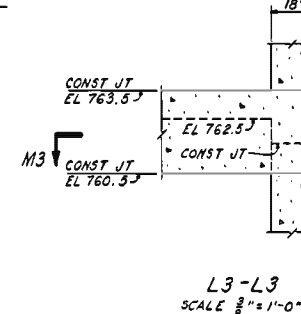 18"
CONST JT
EL 763.5
EL 762.5
CONST JT
M3
CONST JT
EL 760.5
L3-L3
SCALE 3/8" = 1'-0"